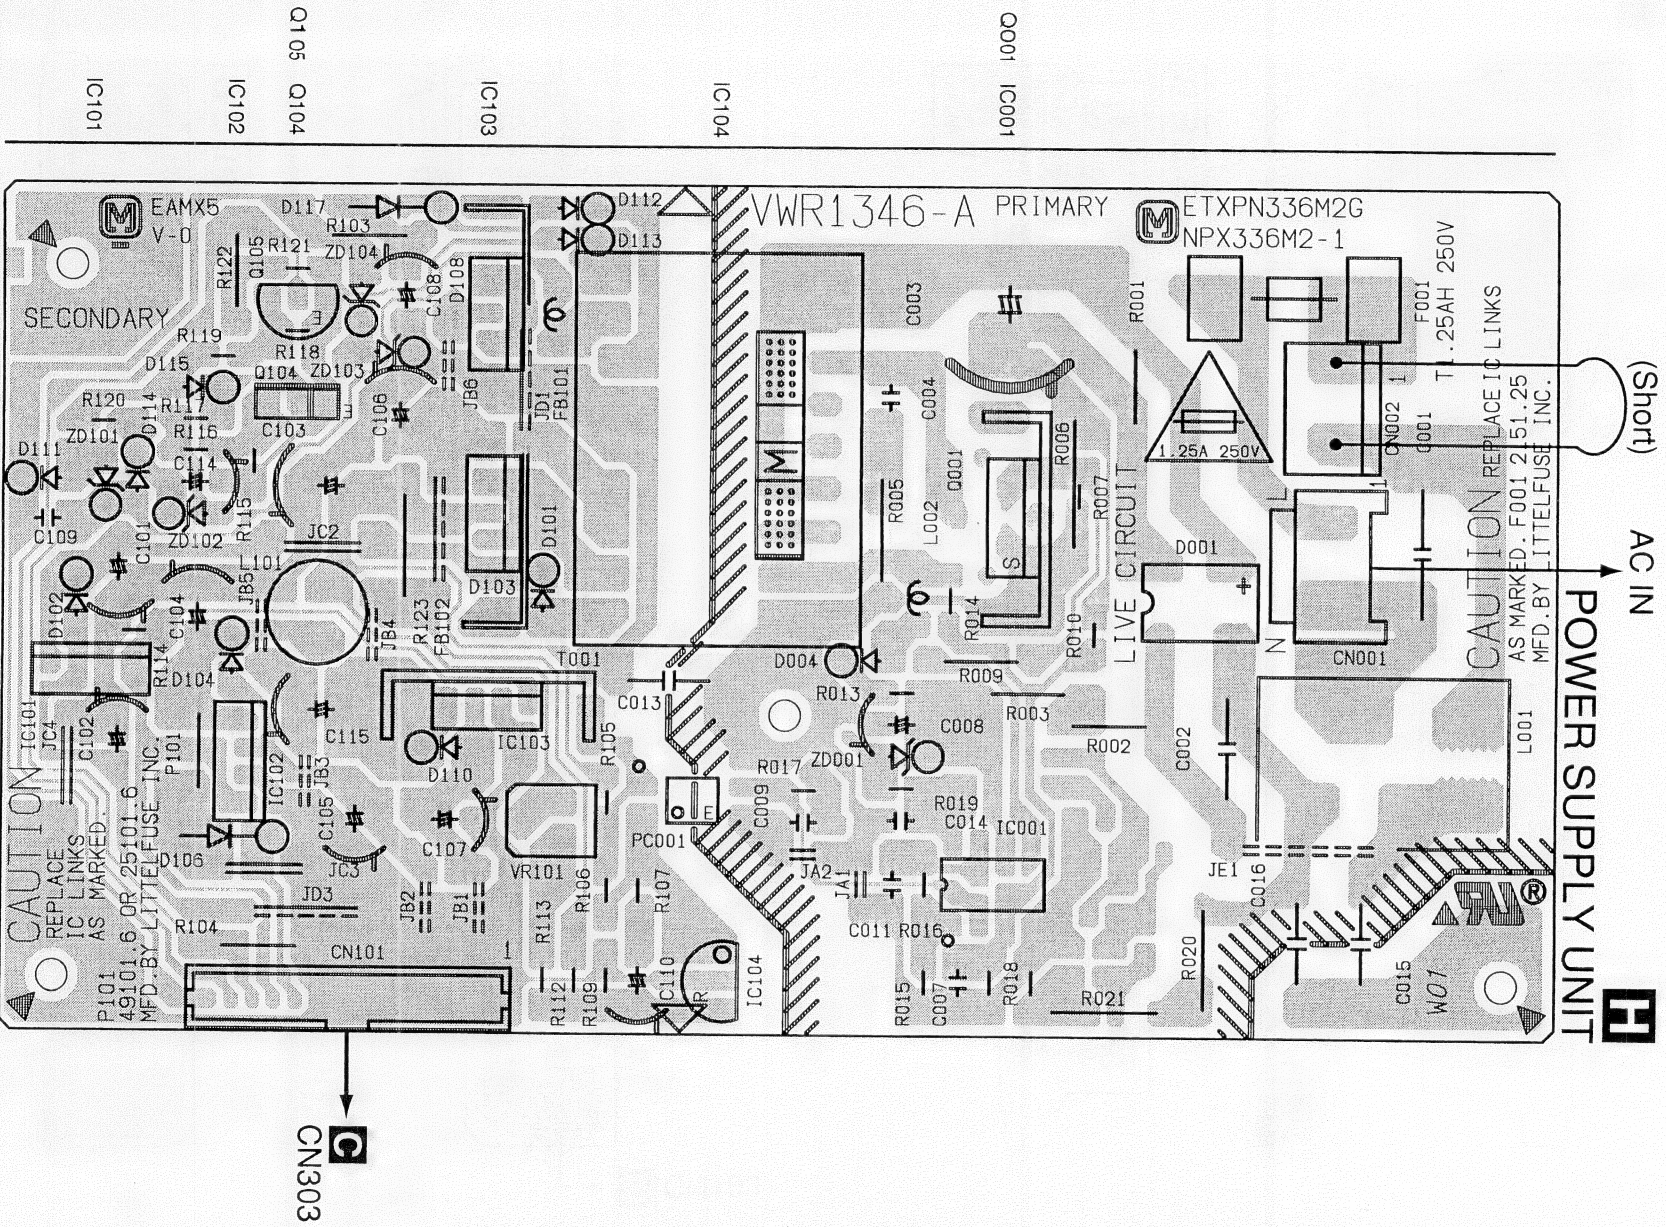 Q105
Q104
Q001
IC001
IC101
IC102
IC103
IC104
EAMX5
V-0
SECONDARY
VWR1346-A
PRIMARY
ETXPN336M2G
NPX336M2-1
D117
R103
ZD104
R121
Q105
R122
C108
D108
D112
D113
R119
D115
R118
Q104
ZD103
E
E
JB6
JD1
FB101
R120
D114
R117
ZD101
R116
C103
C106
C114
D111
C109
C101
ZD102
R115
JC2
D101
D103
L101
JB5
JB4
FR123
FB102
D102
C104
R114
D104
IC101
JC4
C102
P101
IC102
JB3
C115
C105
D110
IC103
T001
C013
R105
D106
JC3
C107
VR101
PC001
E
JD3
JB2
JB1
R113
R106
R107
R104
CN101
1
R112
R109
C110
R
IC104
CAUTION
REPLACE
IC LINKS
AS MARKED.
P101
49101.6 OR 25101.6
MFD.BY LITTELFUSE INC.
M
C003
C004
R001
R005
L002
Q001
S
R006
R007
R014
R010
LIVE CIRCUIT
D001
+
D004
R013
R009
R003
C008
ZD001
R002
C002
R017
C009
R019
C014
IC001
JA2
JA1
C011
R016
R015
C007
R018
R021
R020
JE1
C016
C015
W01
L001
CN001
L
N
1
CN002
1
C001
F001
T1.25AH 250V
1.25A 250V
CAUTION
REPLACE IC LINKS
AS MARKED. F001 2151.25
MFD.BY LITTELFUSE INC.
(Short)
AC IN
H POWER SUPPLY UNIT
C
CN303